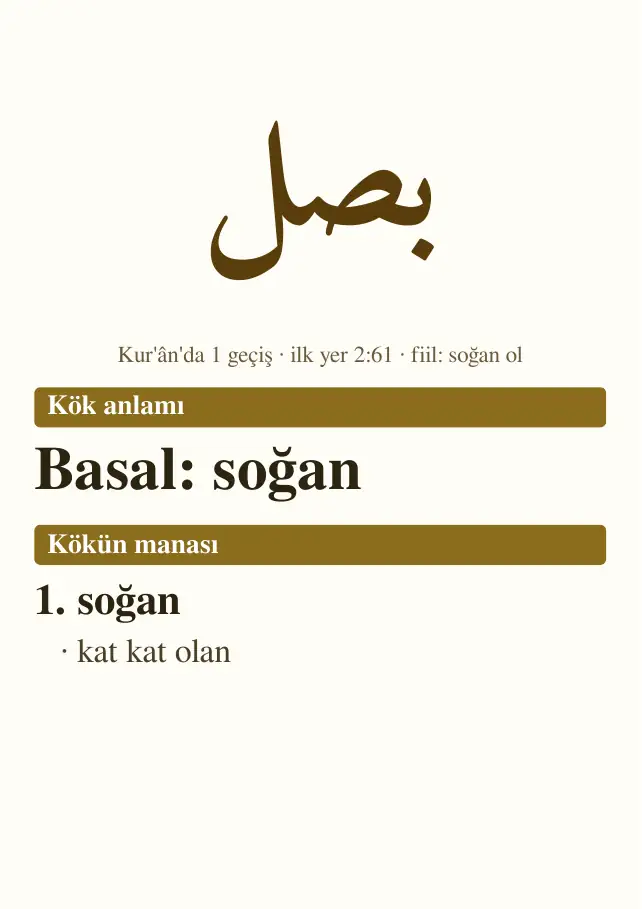 بصل
Kur'ân'da 1 geçiş · ilk yer 2:61 · fiil: soğan ol
Kök anlamı
Basal: soğan
Kökün manası
1. soğan
· kat kat olan